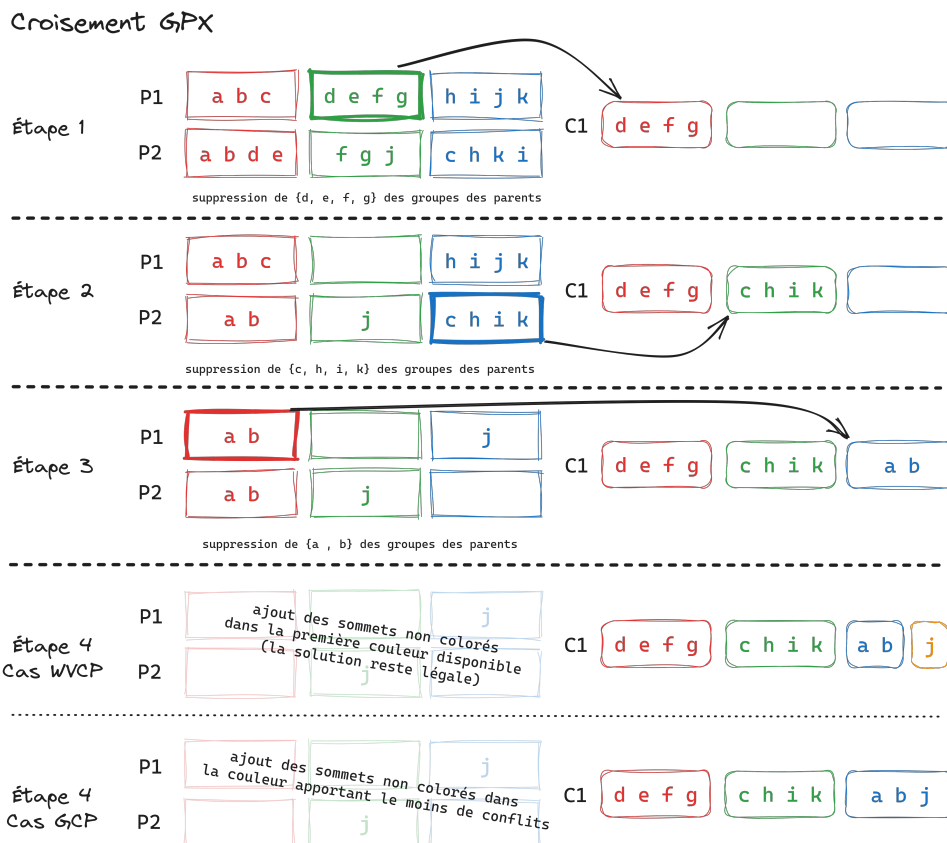 Croisement GPX
P1 a b c d e f g h i j k
Étape 1 C1 d e f g
P2 a b d e f g j c h k i
suppression de {d, e, f, g} des groupes des parents
P1 a b c h i j k
Étape 2 C1 d e f g c h i k
P2 a b j c h i k
suppression de {c, h, i, k} des groupes des parents
P1 a b j
Étape 3 C1 d e f g c h i k a b
P2 a b j
suppression de {a , b} des groupes des parents
P1 j
ajout des sommets non colorés
dans la première couleur disponible
(la solution reste légale)
Étape 4
Cas WVCP
C1 d e f g c h i k a b j
P2 j
P1 j
ajout des sommets non colorés dans
la couleur apportant le moins de conflits
Étape 4
Cas GCP
C1 d e f g c h i k a b j
P2 j